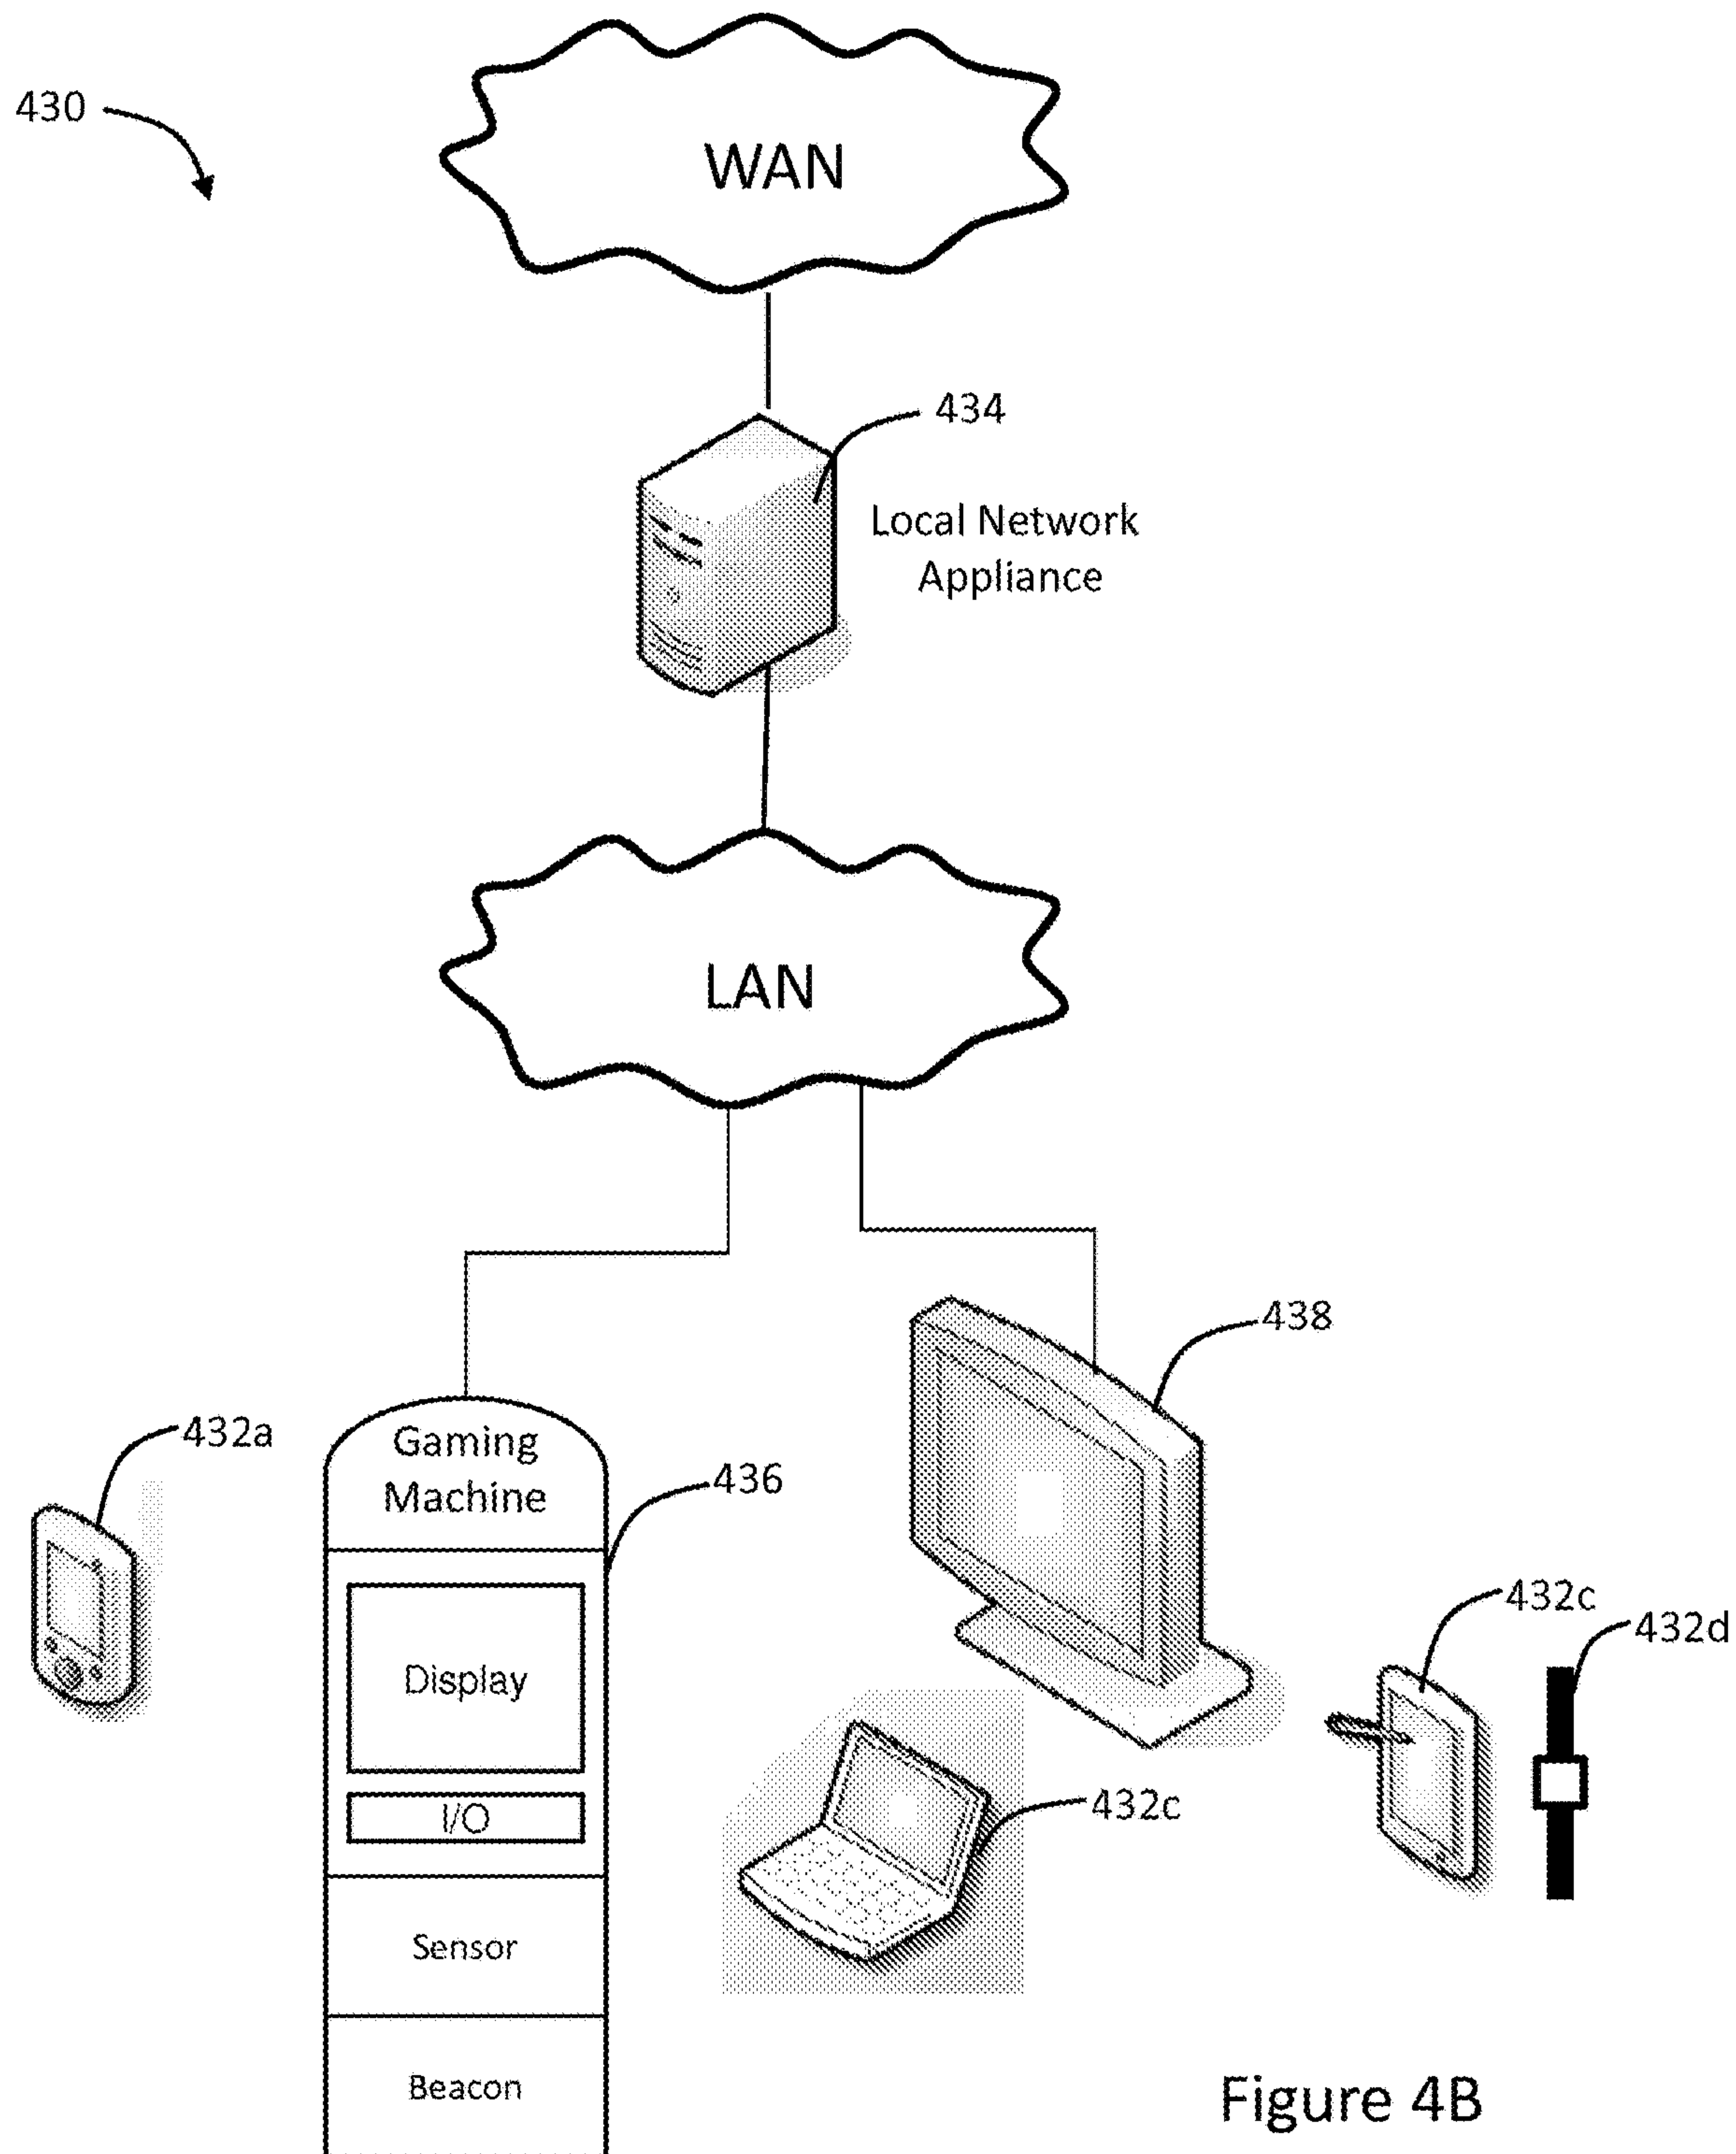 430
WAN
434
Local Network
Appliance
LAN
438
432a
Gaming
Machine
436
432c
432d
Display
432c
I/O
Sensor
Beacon
Figure 4B